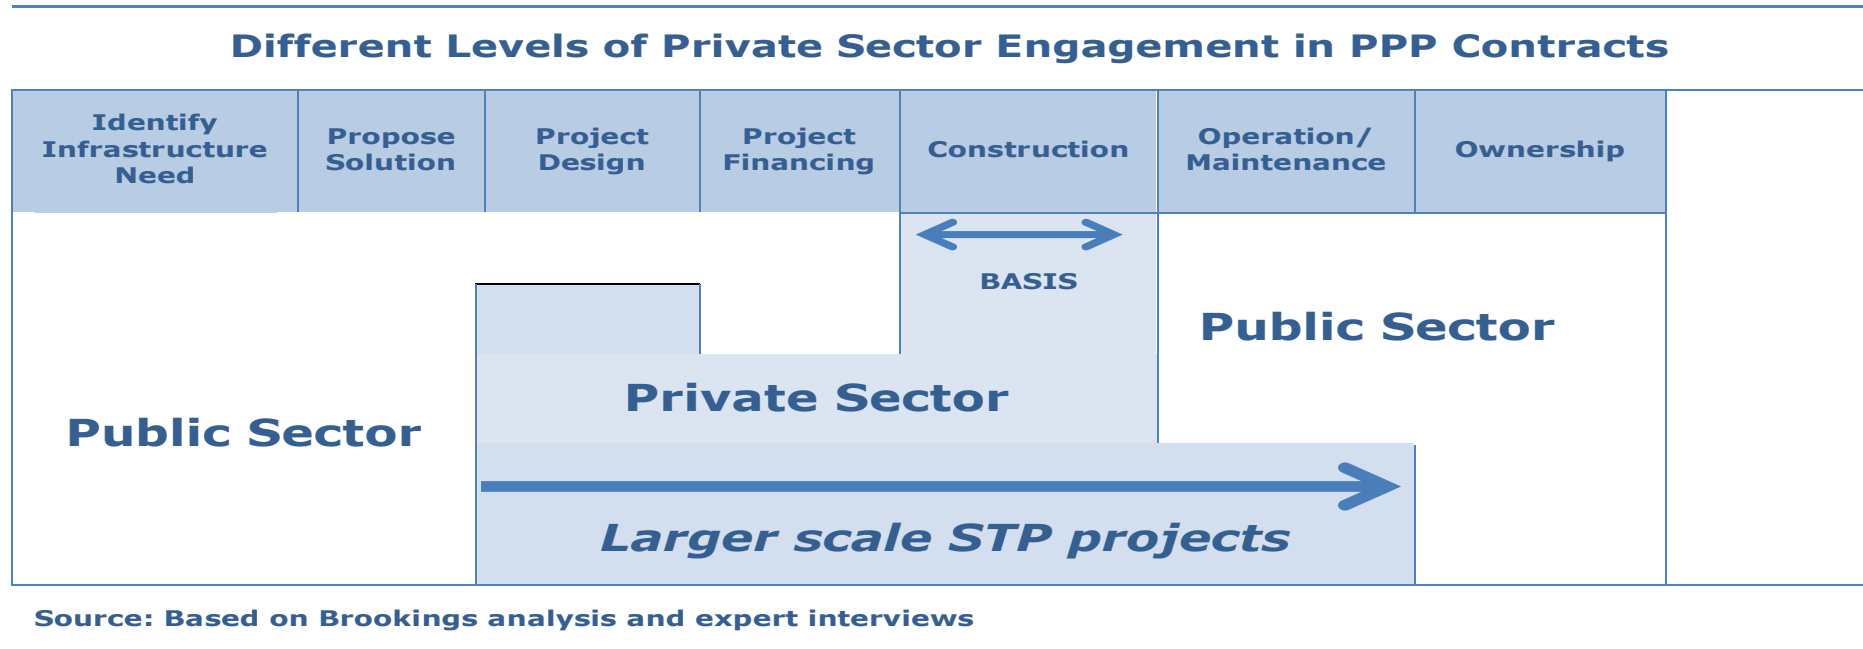 Different Levels of Private Sector Engagement in PPP Contracts
Identify
Infrastructure
Need
Propose
Solution
Project
Design
Project
Financing
Construction
Operation/
Maintenance
Ownership
BASIS
Public Sector
Private Sector
Public Sector
Larger scale STP projects
Source: Based on Brookings analysis and expert interviews